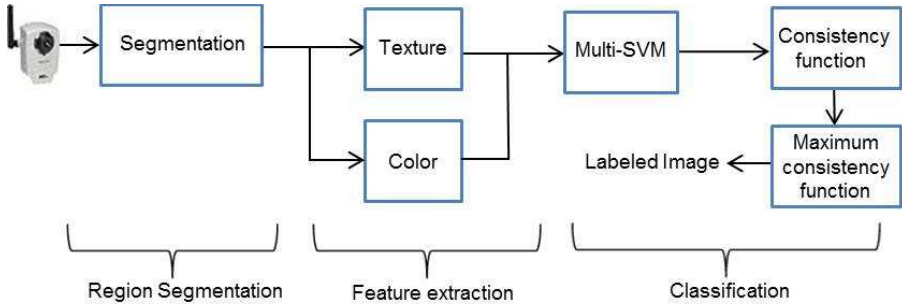 Segmentation
Texture
Color
Multi-SVM
Consistency
function
Maximum
consistency
function
Labeled Image
Region Segmentation
Feature extraction
Classification